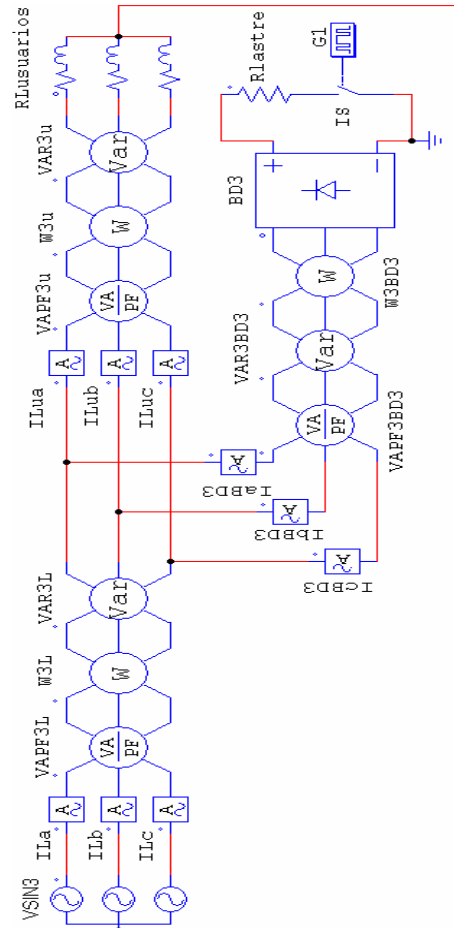 RLusuarios
VAR3u
Var
W3u
W
VAPF3u
VA
PF
A
A
A
ILua
ILub
ILuc
G1
Rlastre
IS
BD3
W
W3BD3
VAR3BD3
Var
VA
PF
VAPF3BD3
A
IaBD3
A
IbBD3
A
IcBD3
VAR3L
Var
W3L
W
VAPF3L
VA
PF
A
A
A
ILa
ILb
ILc
VSIN3